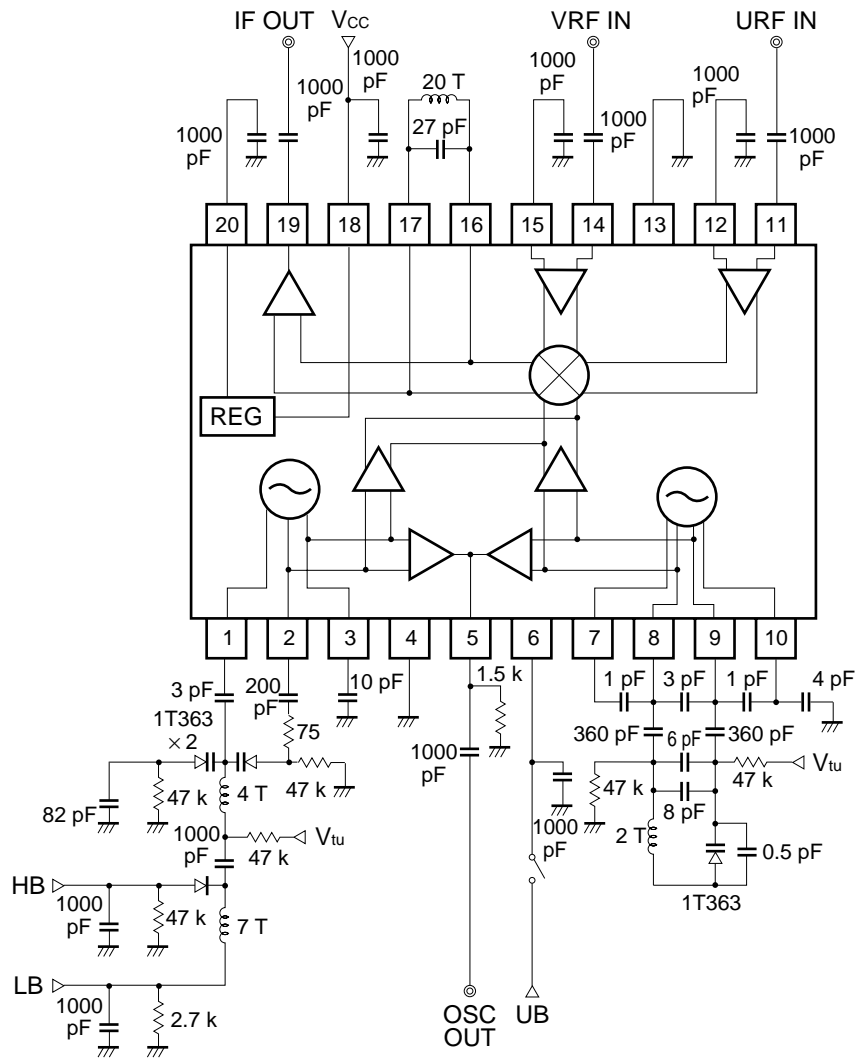 IF OUT
VCC
VRF IN
URF IN
1000
pF
1000
pF
1000
pF
1000
pF
20 T
27 pF
1000
pF
1000
pF
1000
pF
1000
pF
20
19
18
17
16
15
14
13
12
11
REG
1
2
3
4
5
6
7
8
9
10
3 pF
200
pF
10 pF
1.5 k
1 pF
3 pF
1 pF
4 pF
1T363
× 2
75
360 pF
360 pF
6 pF
1000
pF
82 pF
47 k
4 T
47 k
47 k
47 k
Vtu
8 pF
1000
pF
47 k
Vtu
1000
pF
2 T
0.5 pF
1T363
HB
1000
pF
47 k
7 T
LB
1000
pF
2.7 k
OSC
OUT
UB